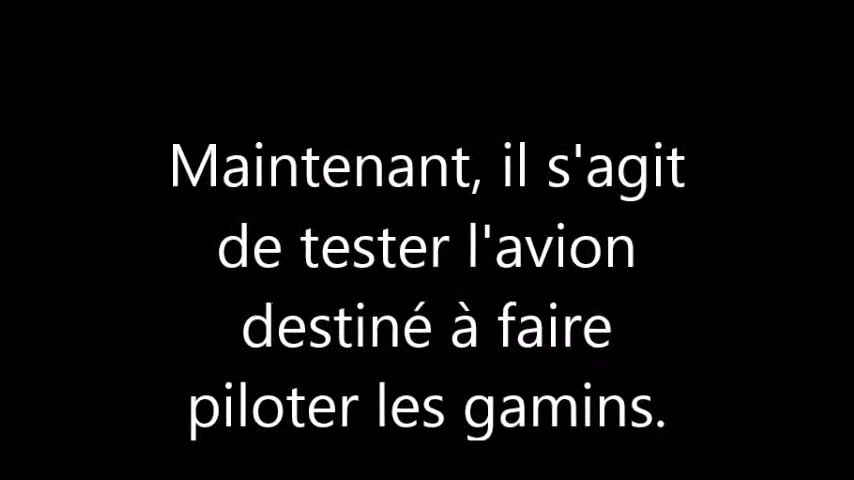 Maintenant, il s'agit
de tester l'avion
destiné à faire
piloter les gamins.